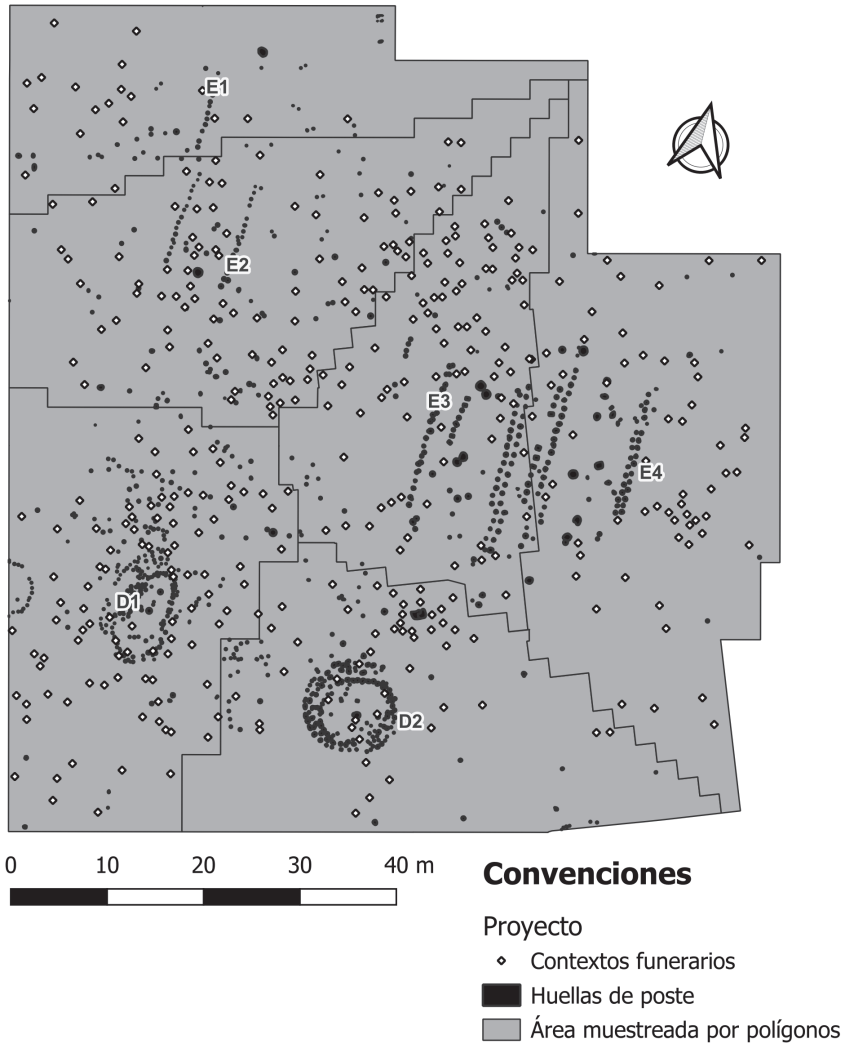 E1
E2
E3
E4
D1
D2
0 10 20 30 40 m
Convenciones
Proyecto
Contextos funerarios
Huellas de poste
Área muestreada por polígonos